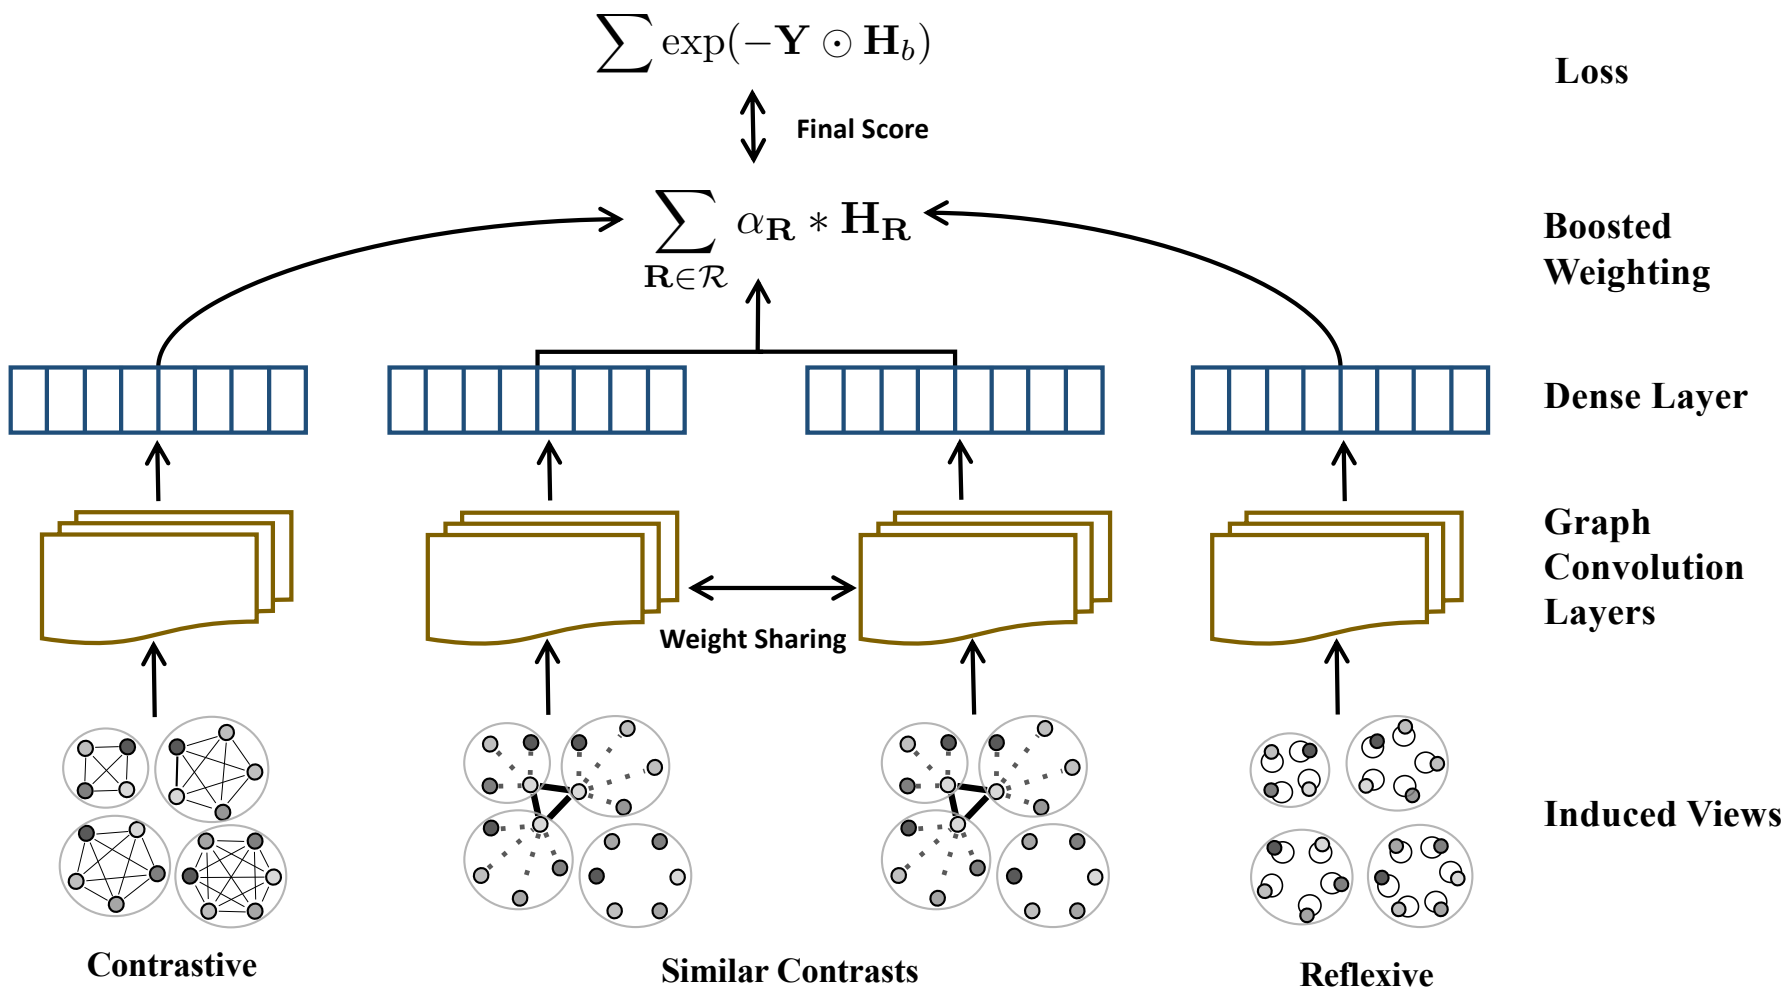 ∑ exp(−Y ⊙ H_b)
Loss
Final Score
∑ α_R ∗ H_R
R∈ℛ
Boosted
Weighting
Dense Layer
Graph
Convolution
Layers
Weight Sharing
Induced Views
Contrastive
Similar Contrasts
Reflexive